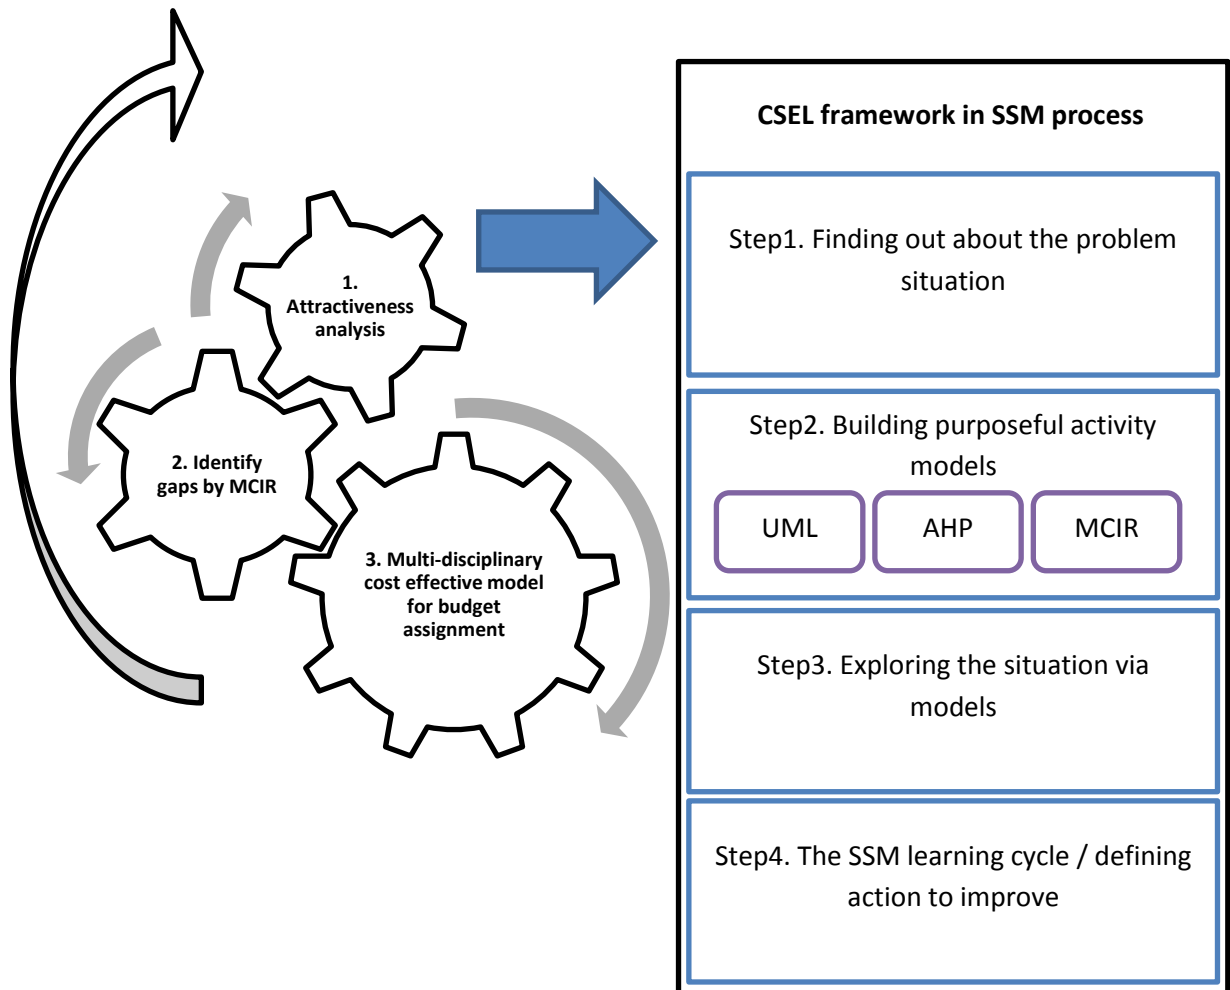 1.
Attractiveness
analysis
2. Identify
gaps by MCIR
3. Multi-disciplinary
cost effective model
for budget
assignment
CSEL framework in SSM process
Step1. Finding out about the problem
situation
Step2. Building purposeful activity
models
UML
AHP
MCIR
Step3. Exploring the situation via
models
Step4. The SSM learning cycle / defining
action to improve